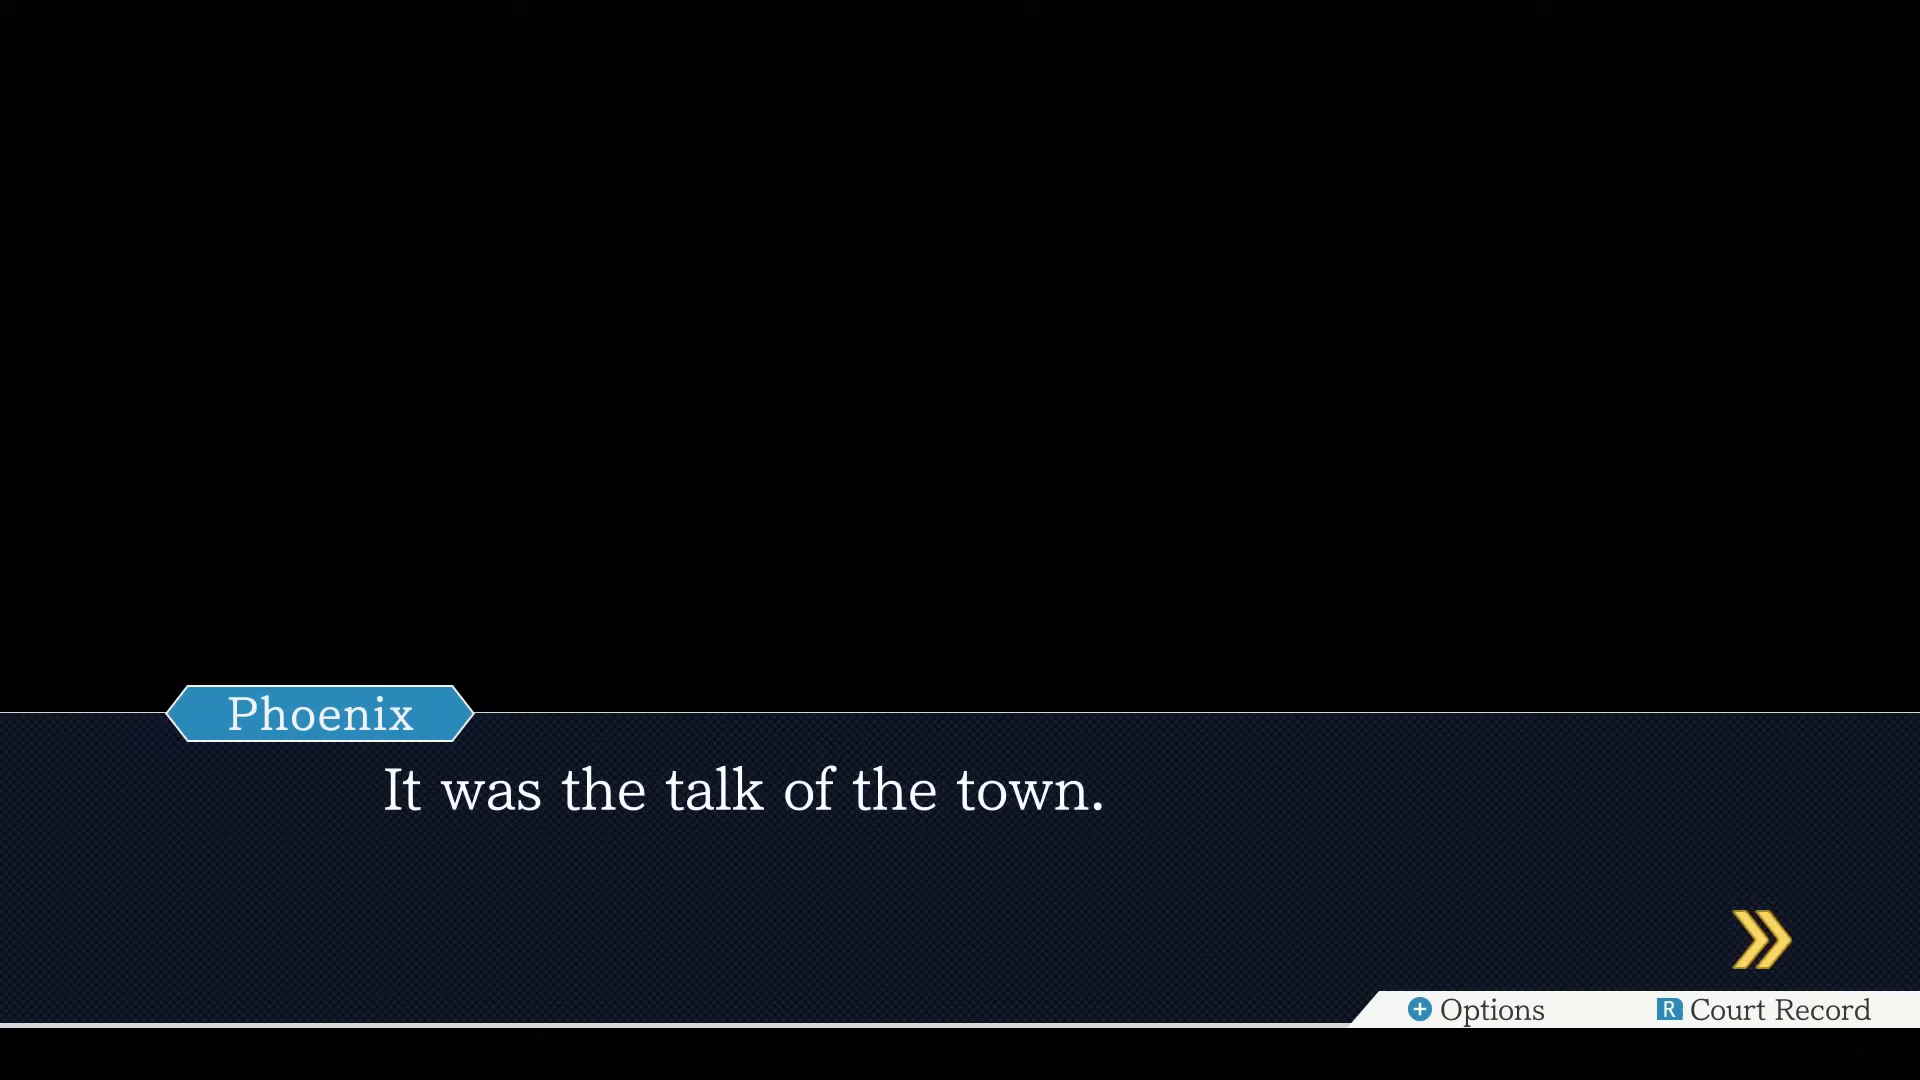 Phoenix
It was the talk of the town.
+ Options R Court Record